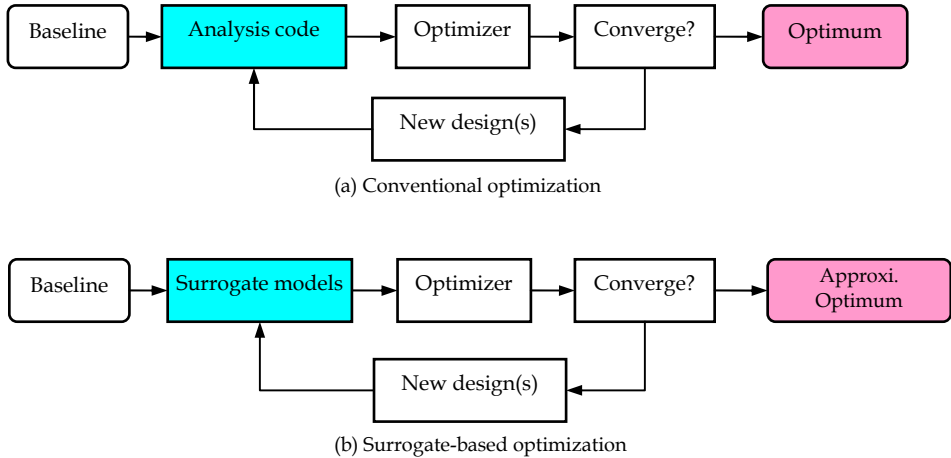 Baseline
Analysis code
Optimizer
Converge?
Optimum
New design(s)
(a) Conventional optimization
Baseline
Surrogate models
Optimizer
Converge?
Approxi.
Optimum
New design(s)
(b) Surrogate-based optimization